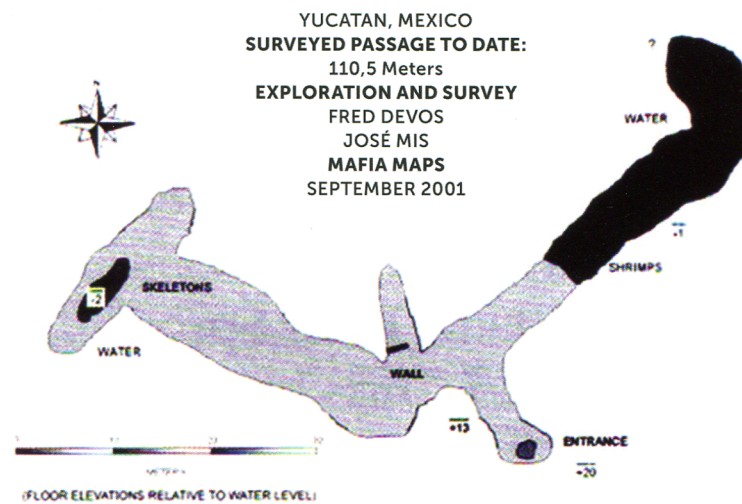 YUCATAN, MEXICO
SURVEYED PASSAGE TO DATE:
110,5 Meters
EXPLORATION AND SURVEY
FRED DEVOS
JOSÉ MIS
MAFIA MAPS
SEPTEMBER 2001
N
?
WATER
-1
SHRIMPS
SKELETONS
-2
WATER
WALL
+13
ENTRANCE
+20
METERS
(FLOOR ELEVATIONS RELATIVE TO WATER LEVEL)